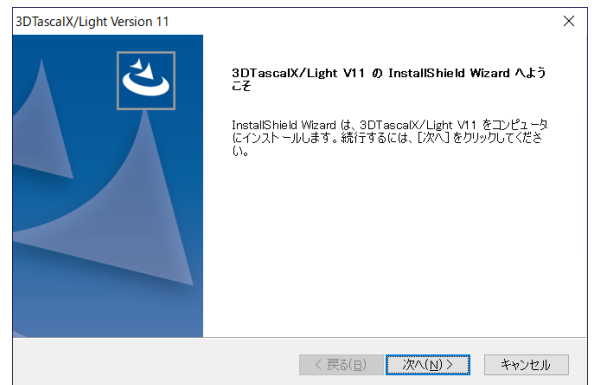 3DTascalX/Light Version 11
3DTascalX/Light V11 の InstallShield Wizard へよう
こそ
InstallShield Wizard は、3DTascalX/Light V11 をコンピュータ
にインストールします。続行するには、[次へ] をクリックしてくださ
い。
< 戻る(B)
次へ(N) >
キャンセル